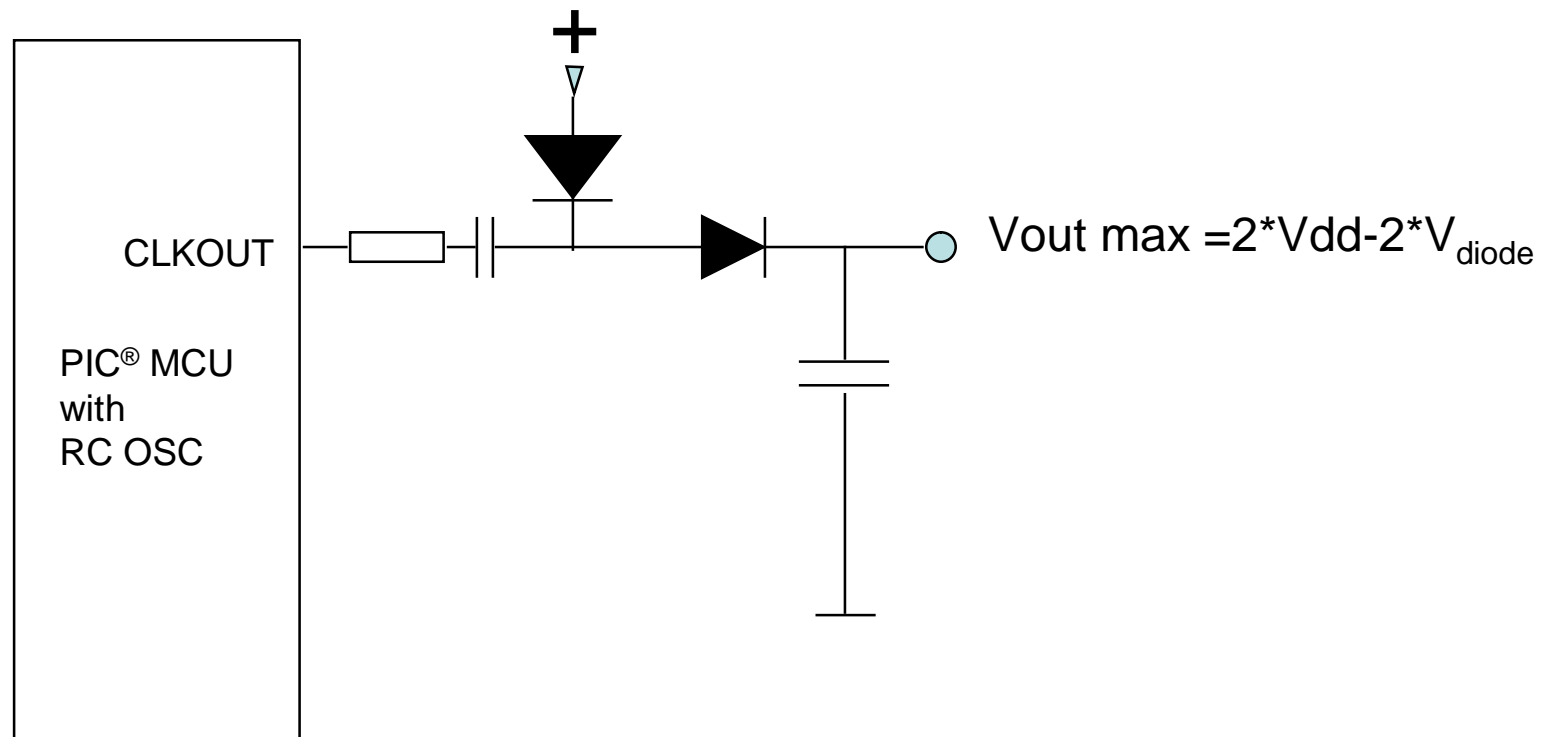 +
CLKOUT
Vout max =2*Vdd-2*Vdiode
PIC® MCU
with
RC OSC